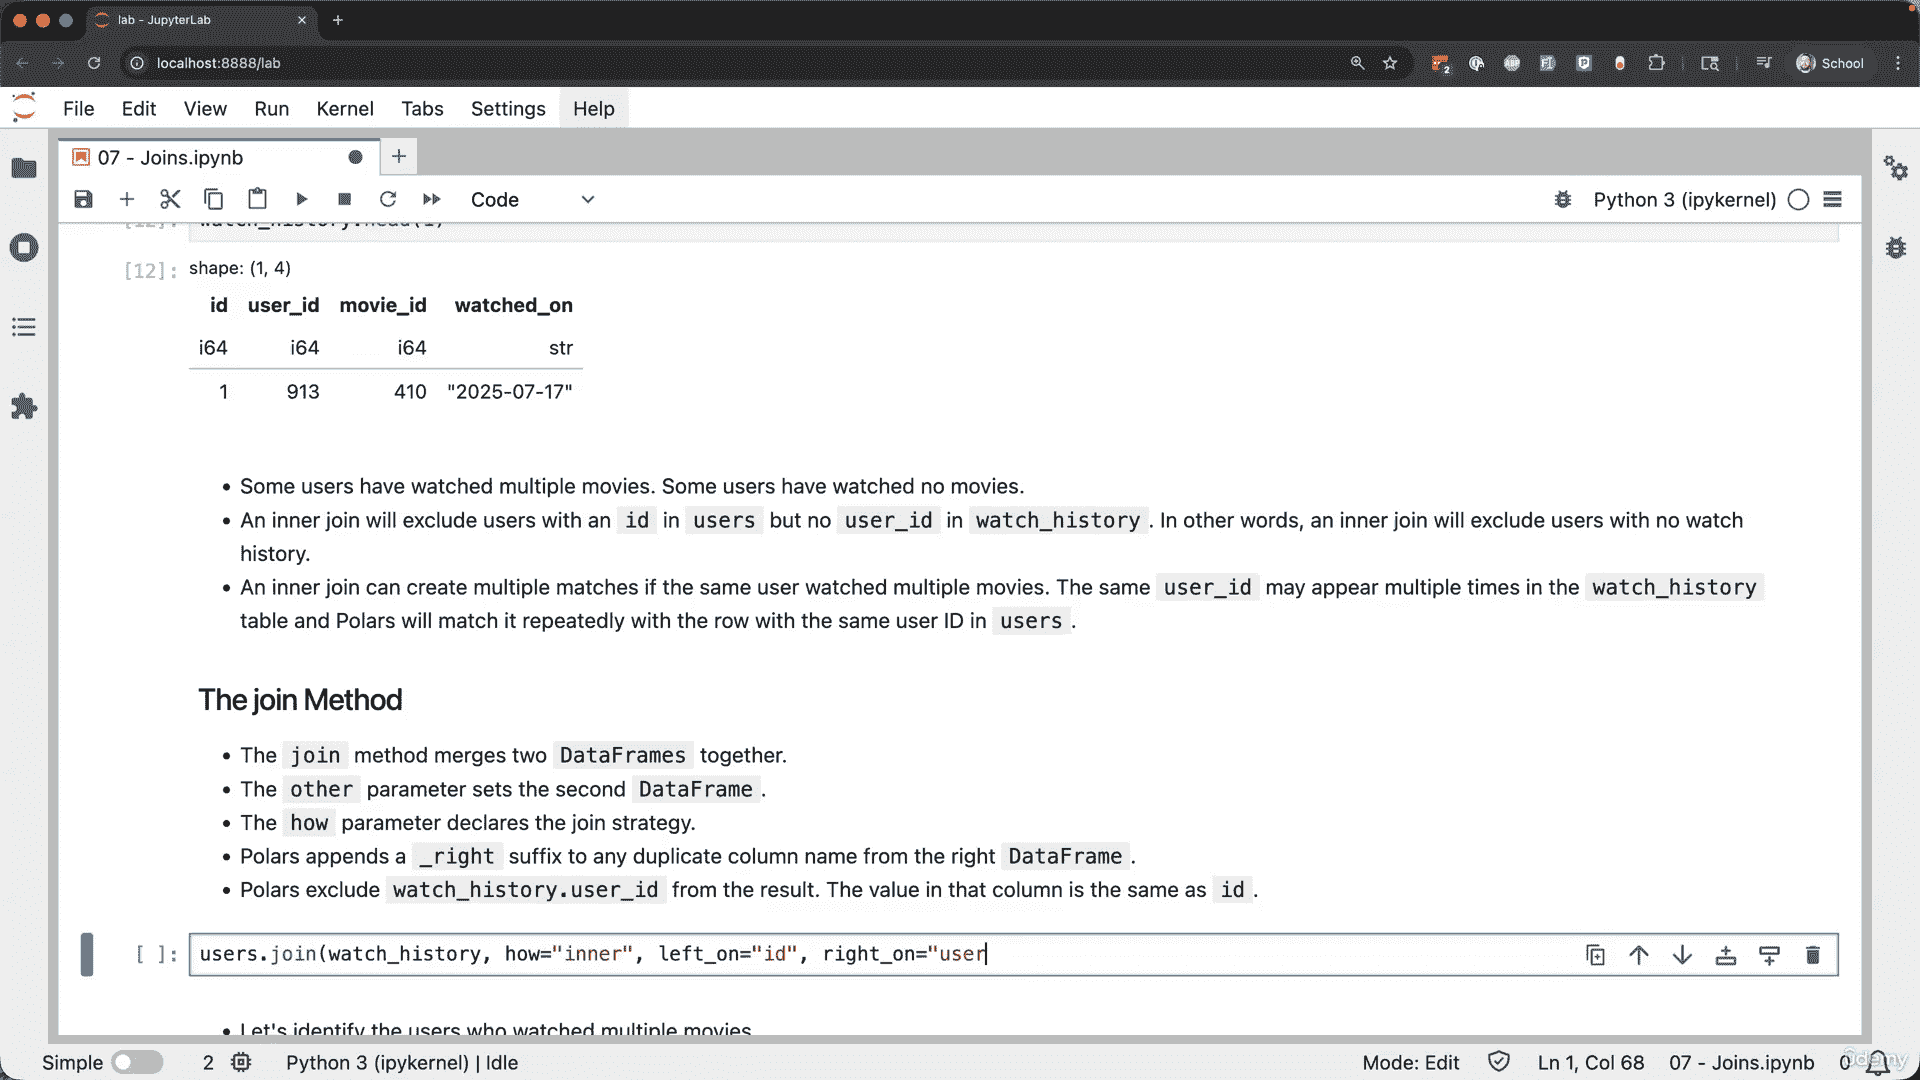 lab - JupyterLab
localhost:8888/lab
2
School
File Edit View Run Kernel Tabs Settings Help
07 - Joins.ipynb
Code
Python 3 (ipykernel)
[12]: watch_history.head(1)
[12]: shape: (1, 4)
id user_id movie_id watched_on
i64 i64 i64 str
1 913 410 "2025-07-17"
• Some users have watched multiple movies. Some users have watched no movies.
• An inner join will exclude users with an id in users but no user_id in watch_history . In other words, an inner join will exclude users with no watch
history.
• An inner join can create multiple matches if the same user watched multiple movies. The same user_id may appear multiple times in the watch_history
table and Polars will match it repeatedly with the row with the same user ID in users .
The join Method
• The join method merges two DataFrames together.
• The other parameter sets the second DataFrame .
• The how parameter declares the join strategy.
• Polars appends a _right suffix to any duplicate column name from the right DataFrame .
• Polars exclude watch_history.user_id from the result. The value in that column is the same as id .
[ ]: users.join(watch_history, how="inner", left_on="id", right_on="user
• Let's identify the users who watched multiple movies
Simple 2 Python 3 (ipykernel) | Idle Mode: Edit Ln 1, Col 68 07 - Joins.ipynb 0